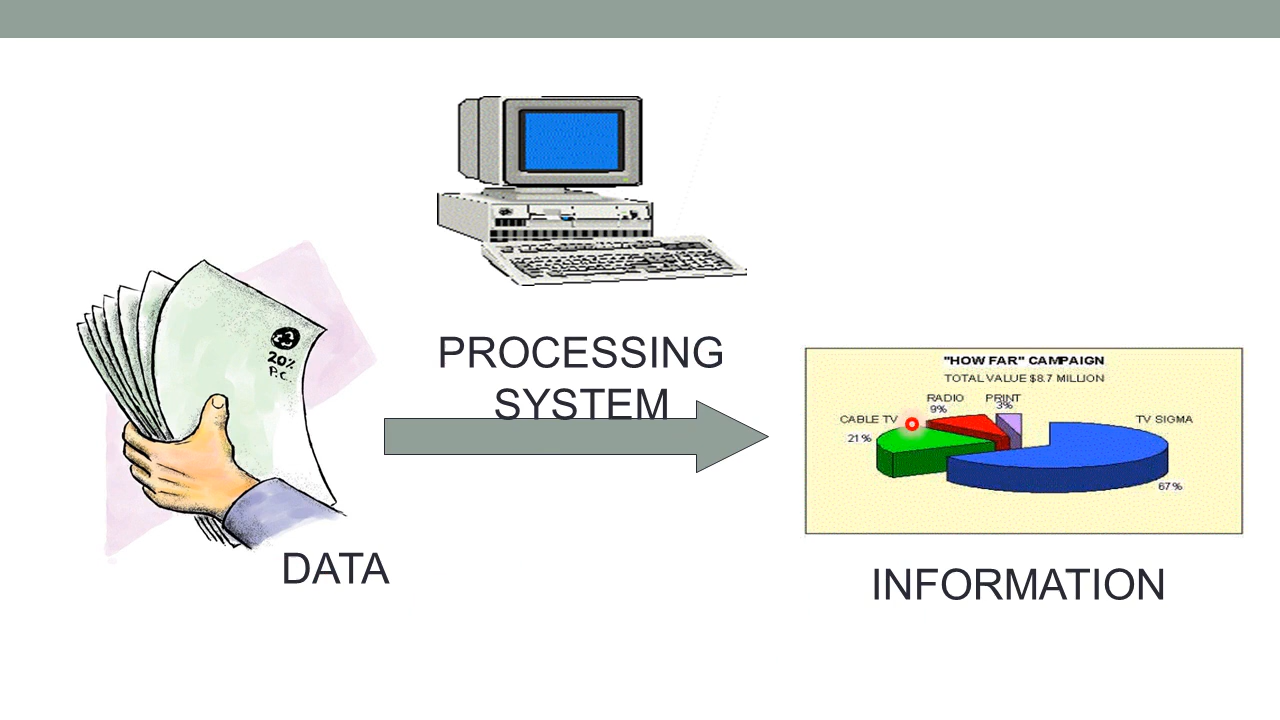 PROCESSING
SYSTEM
20%
P.C.
DATA
"HOW FAR" CAMPAIGN
TOTAL VALUE $8.7 MILLION
RADIO
PRINT
9%
3%
CABLE TV
TV SIGMA
21%
67%
INFORMATION